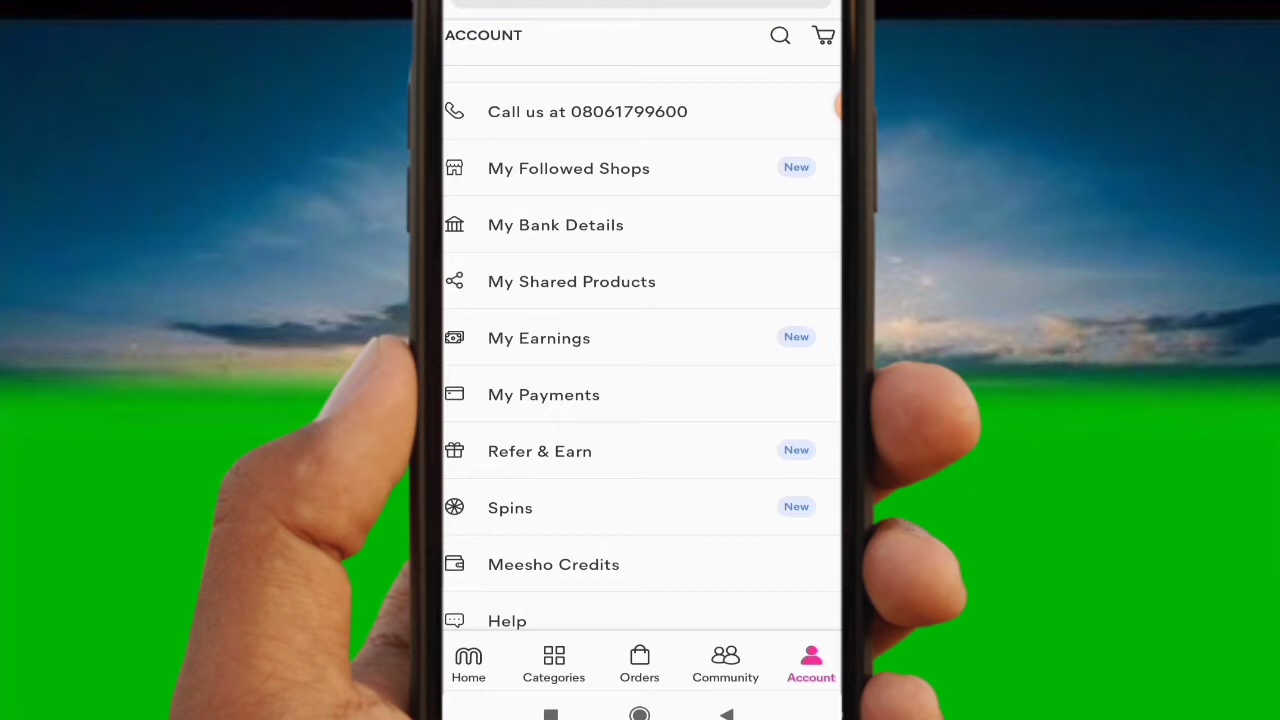 ACCOUNT
Call us at 08061799600
My Followed Shops New
My Bank Details
My Shared Products
My Earnings New
My Payments
Refer & Earn New
Spins New
Meesho Credits
Help
Home Categories Orders Community Account